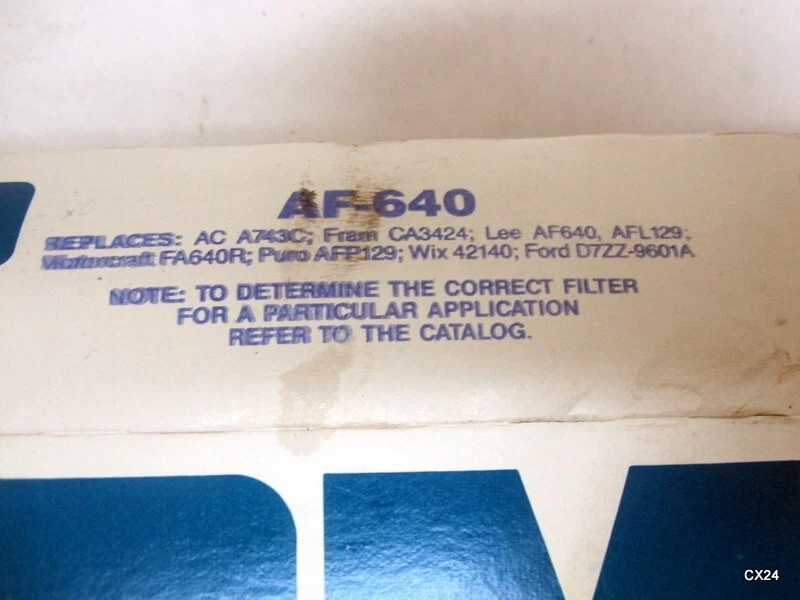 AF-640
REPLACES: AC A743C; Fram CA3424; Lee AF640, AFL129;
Motorcraft FA640R; Puro AFP129; Wix 42140; Ford D7ZZ-9601A
NOTE: TO DETERMINE THE CORRECT FILTER
FOR A PARTICULAR APPLICATION
REFER TO THE CATALOG.
CX24